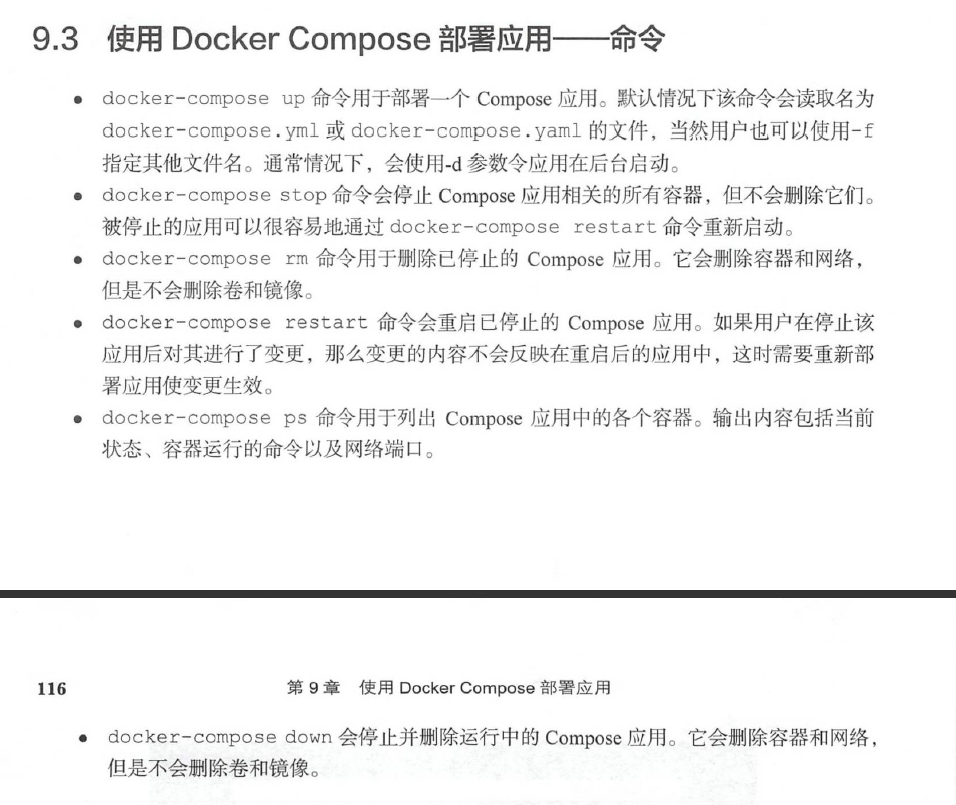 9.3 使用 Docker Compose 部署应用——命令
● docker-compose up 命令用于部署一个 Compose 应用。默认情况下该命令会读取名为
docker-compose.yml 或 docker-compose.yaml 的文件，当然用户也可以使用-f
指定其他文件名。通常情况下，会使用-d 参数令应用在后台启动。
● docker-compose stop 命令会停止 Compose 应用相关的所有容器，但不会删除它们。
被停止的应用可以很容易地通过 docker-compose restart 命令重新启动。
● docker-compose rm 命令用于删除已停止的 Compose 应用。它会删除容器和网络，
但是不会删除卷和镜像。
● docker-compose restart 命令会重启已停止的 Compose 应用。如果用户在停止该
应用后对其进行了变更，那么变更的内容不会反映在重启后的应用中，这时需要重新部
署应用使变更生效。
● docker-compose ps 命令用于列出 Compose 应用中的各个容器。输出内容包括当前
状态、容器运行的命令以及网络端口。
116 第 9 章 使用 Docker Compose 部署应用
● docker-compose down 会停止并删除运行中的 Compose 应用。它会删除容器和网络，
但是不会删除卷和镜像。